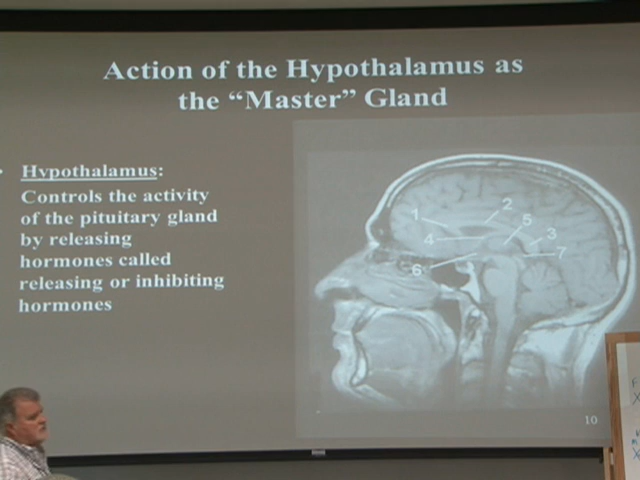 Action of the Hypothalamus as
the “Master” Gland
Hypothalamus:
Controls the activity
of the pituitary gland
by releasing
hormones called
releasing or inhibiting
hormones
1
2
5
4
3
6
7
10